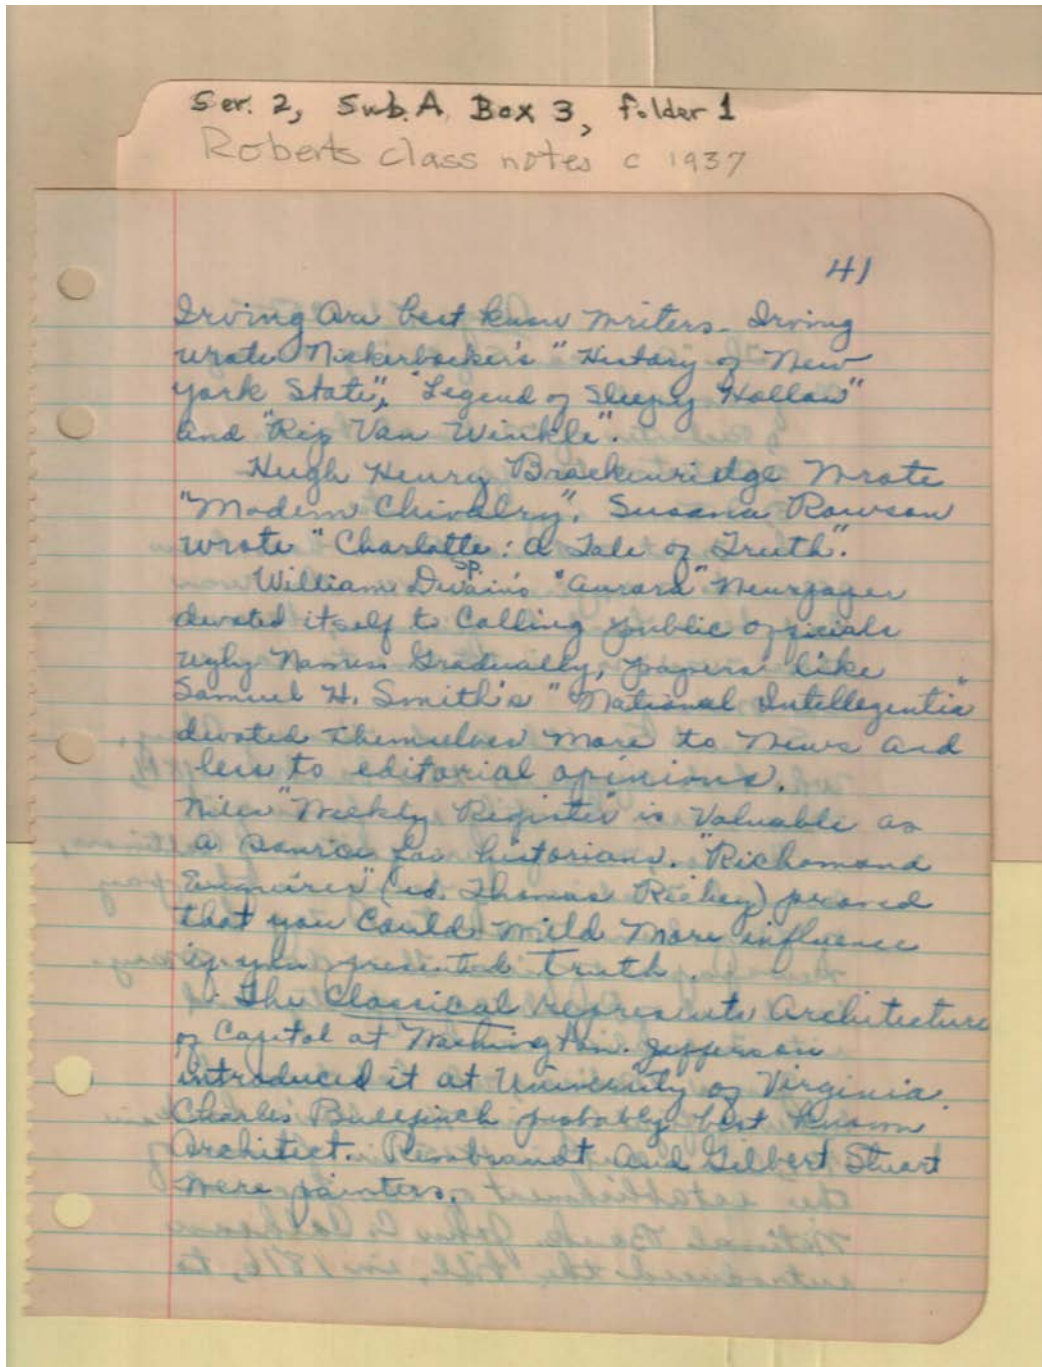 Ser. 2, Sub. A Box 3, folder 1
Roberts class notes c 1937
41
Irving are best know writers. Irving
wrote Nickerbocker's "History of New
York State", "Legend of Sleepy Hollow"
and "Rip Van Winkle".
Hugh Henry Brackenridge wrote
"Modern Chivalry". Susana Rowson
wrote "Charlotte: a Tale of Truth".
sp.
William Dwain's "Aurora" Newspaper
devoted itself to calling public officials
ugly names. Gradually, papers like
Samuel H. Smith's "National Intellegentia"
devoted themselves more to news and
less to editorial opinions.
Niles "Weekly Register" is valuable as
a source for historians. "Richamond
Enquirer" (ed. Thomas Richey) proved
that you could wield more influence
if you presented truth.
The Classical represents Architecture
of Capitol at Washington. Jefferson
introduced it at University of Virginia.
Charles Bullfinch probably best known
Architect. Rembrandt and Gilbert Stuart
were painters.